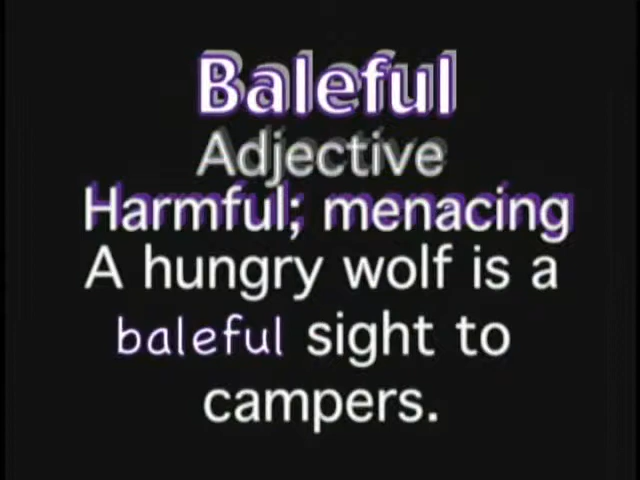 Baleful
Adjective
Harmful; menacing
A hungry wolf is a
baleful sight to
campers.